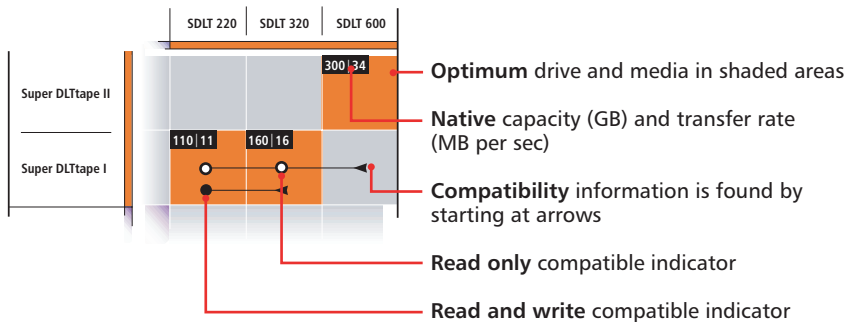 SDLT 220 SDLT 320 SDLT 600
300|34
Optimum drive and media in shaded areas
Super DLTtape II
Native capacity (GB) and transfer rate
(MB per sec)
110|11 160|16
Super DLTtape I
Compatibility information is found by
starting at arrows
Read only compatible indicator
Read and write compatible indicator